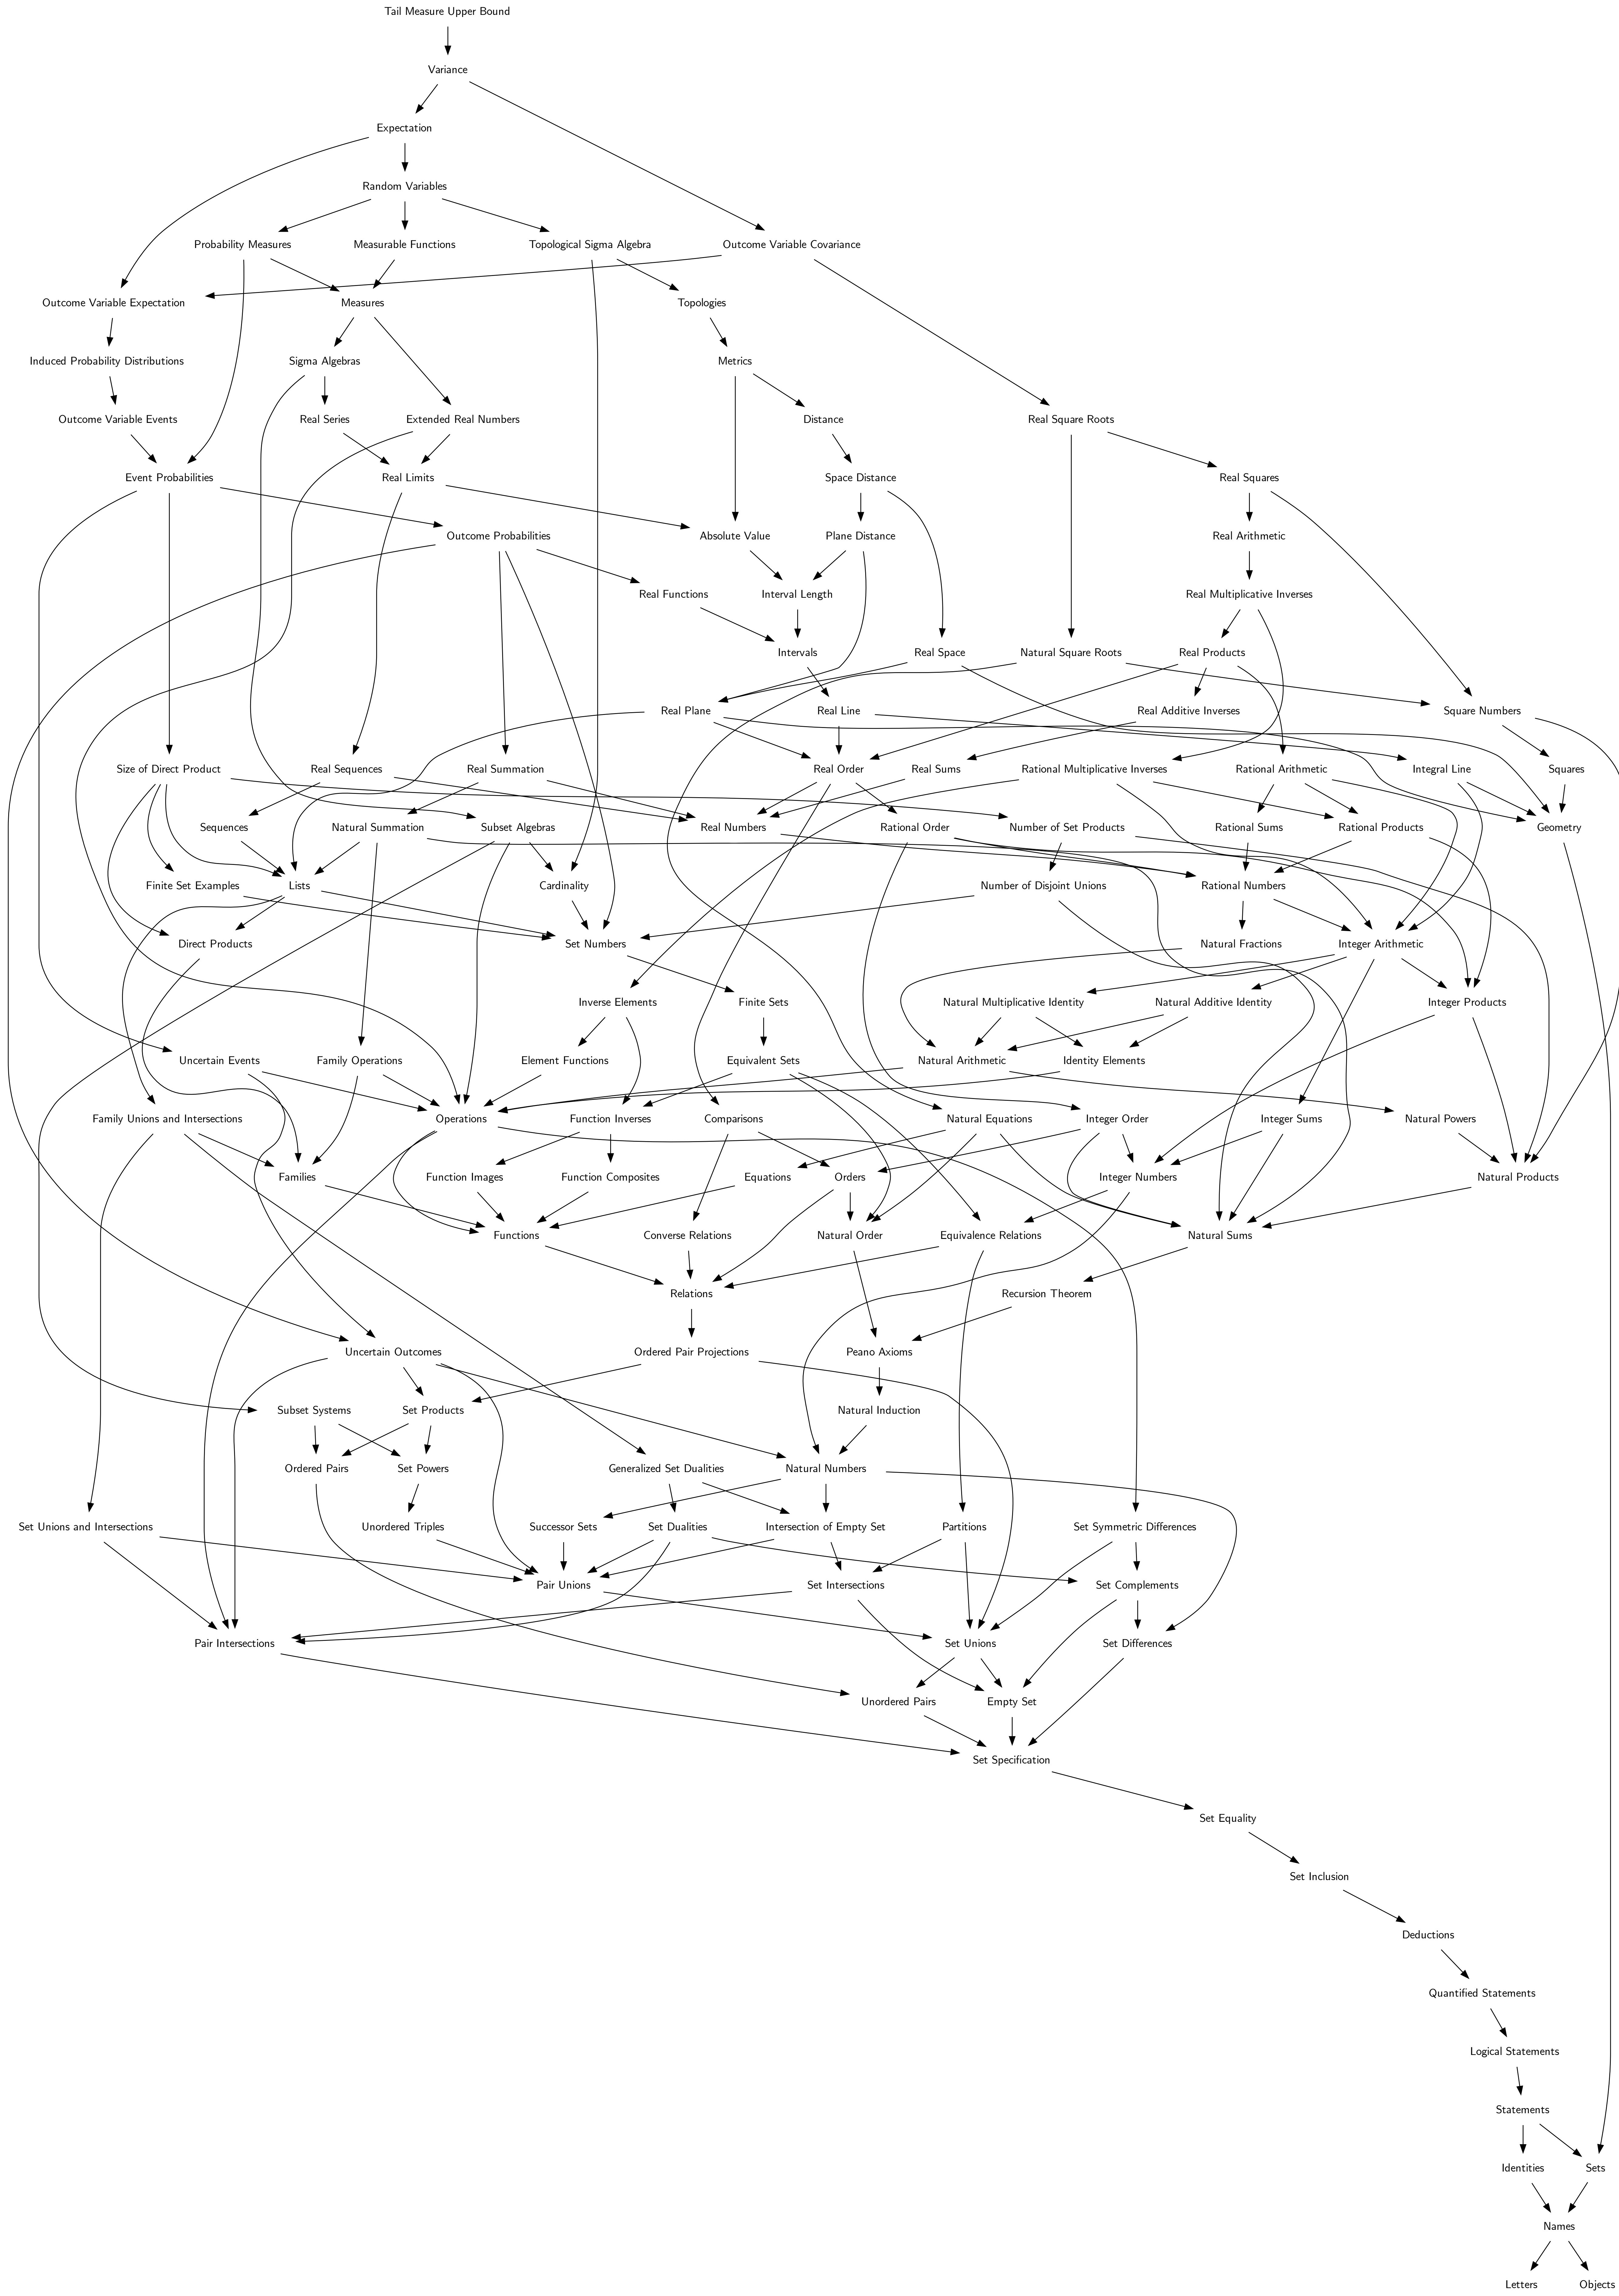 Tail Measure Upper Bound
Variance
Expectation
Random Variables
Probability Measures
Measurable Functions
Topological Sigma Algebra
Outcome Variable Covariance
Outcome Variable Expectation
Measures
Topologies
Induced Probability Distributions
Sigma Algebras
Metrics
Outcome Variable Events
Real Series
Extended Real Numbers
Distance
Real Square Roots
Event Probabilities
Real Limits
Space Distance
Real Squares
Outcome Probabilities
Absolute Value
Plane Distance
Real Arithmetic
Real Functions
Interval Length
Real Multiplicative Inverses
Intervals
Real Space
Natural Square Roots
Real Products
Real Plane
Real Line
Real Additive Inverses
Square Numbers
Size of Direct Product
Real Sequences
Real Summation
Real Order
Real Sums
Rational Multiplicative Inverses
Rational Arithmetic
Integral Line
Squares
Sequences
Natural Summation
Subset Algebras
Real Numbers
Rational Order
Number of Set Products
Rational Sums
Rational Products
Geometry
Finite Set Examples
Lists
Cardinality
Number of Disjoint Unions
Rational Numbers
Direct Products
Set Numbers
Natural Fractions
Integer Arithmetic
Inverse Elements
Finite Sets
Natural Multiplicative Identity
Natural Additive Identity
Integer Products
Uncertain Events
Family Operations
Element Functions
Equivalent Sets
Natural Arithmetic
Identity Elements
Family Unions and Intersections
Operations
Function Inverses
Comparisons
Natural Equations
Integer Order
Integer Sums
Natural Powers
Families
Function Images
Function Composites
Equations
Orders
Integer Numbers
Natural Products
Functions
Converse Relations
Natural Order
Equivalence Relations
Natural Sums
Relations
Recursion Theorem
Uncertain Outcomes
Ordered Pair Projections
Peano Axioms
Subset Systems
Set Products
Natural Induction
Ordered Pairs
Set Powers
Generalized Set Dualities
Natural Numbers
Set Unions and Intersections
Unordered Triples
Successor Sets
Set Dualities
Intersection of Empty Set
Partitions
Set Symmetric Differences
Pair Unions
Set Intersections
Set Complements
Pair Intersections
Set Unions
Set Differences
Unordered Pairs
Empty Set
Set Specification
Set Equality
Set Inclusion
Deductions
Quantified Statements
Logical Statements
Statements
Identities
Sets
Names
Letters
Objects